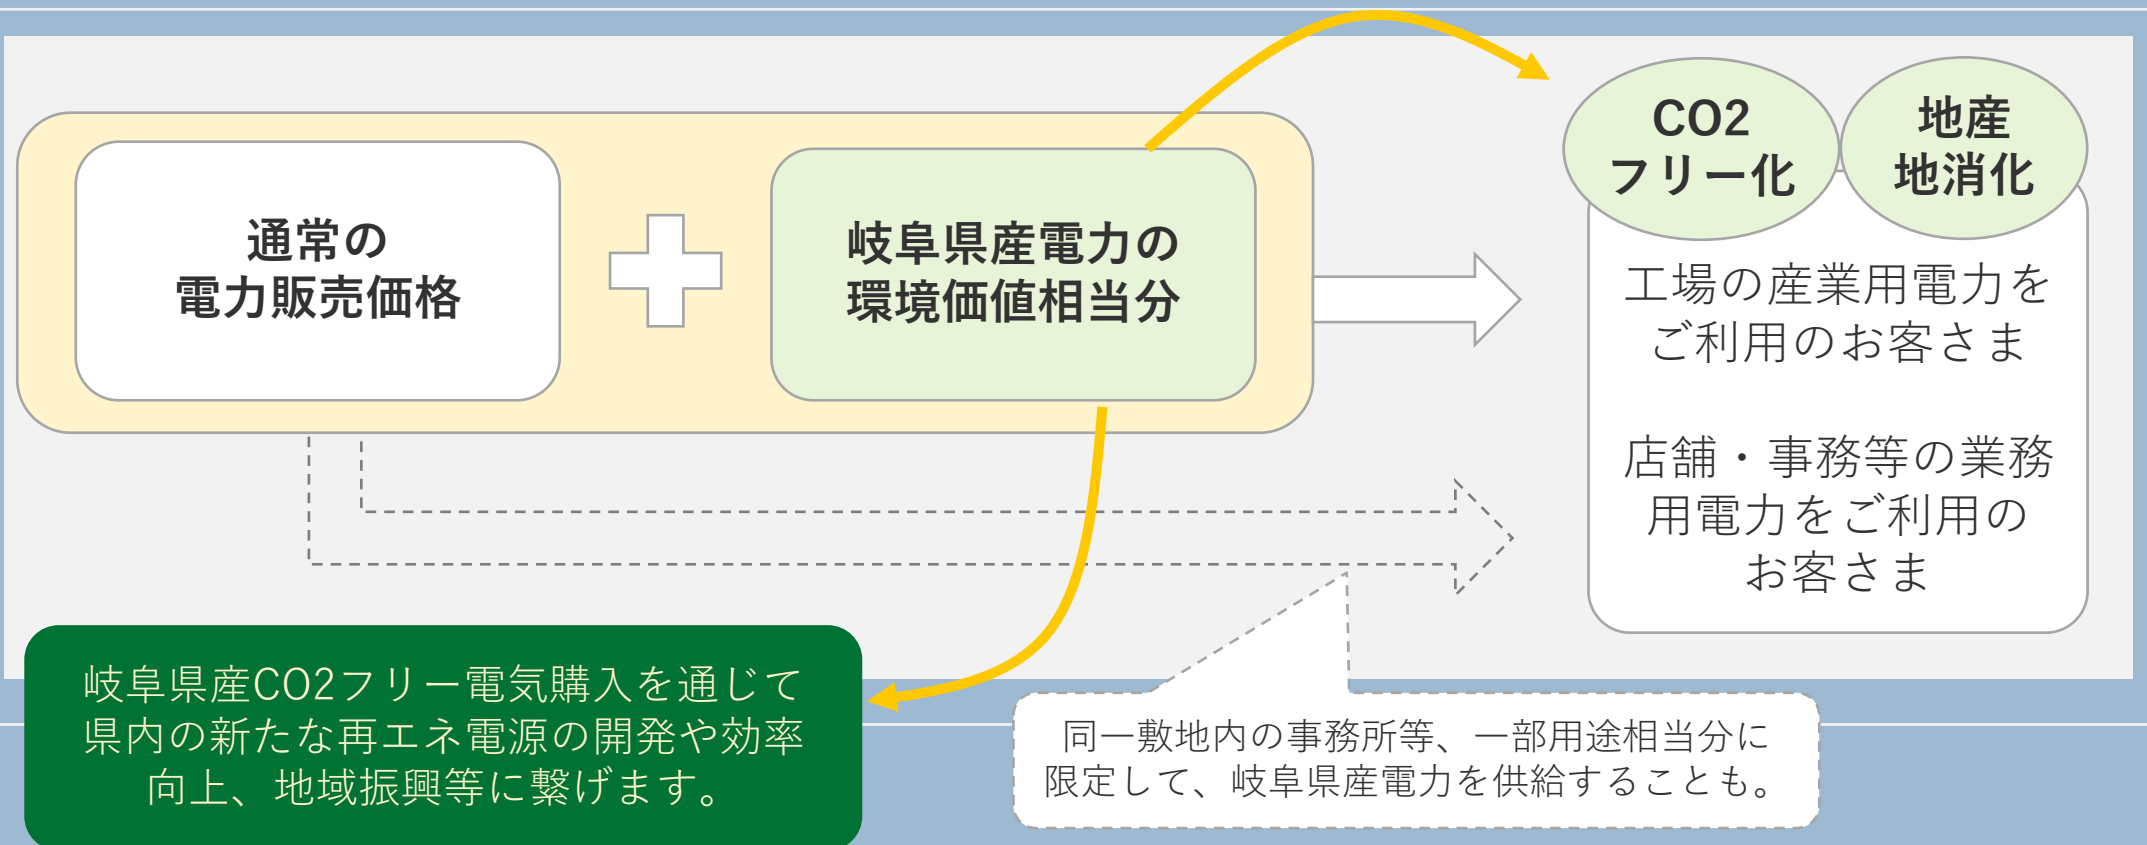 通常の
電力販売価格
岐阜県産電力の
環境価値相当分
CO2
フリー化
地産
地消化
工場の産業用電力を
ご利用のお客さま
店舗・事務等の業務
用電力をご利用の
お客さま
岐阜県産CO2フリー電気購入を通じて
県内の新たな再エネ電源の開発や効率
向上、地域振興等に繋げます。
同一敷地内の事務所等、一部用途相当分に
限定して、岐阜県産電力を供給することも。